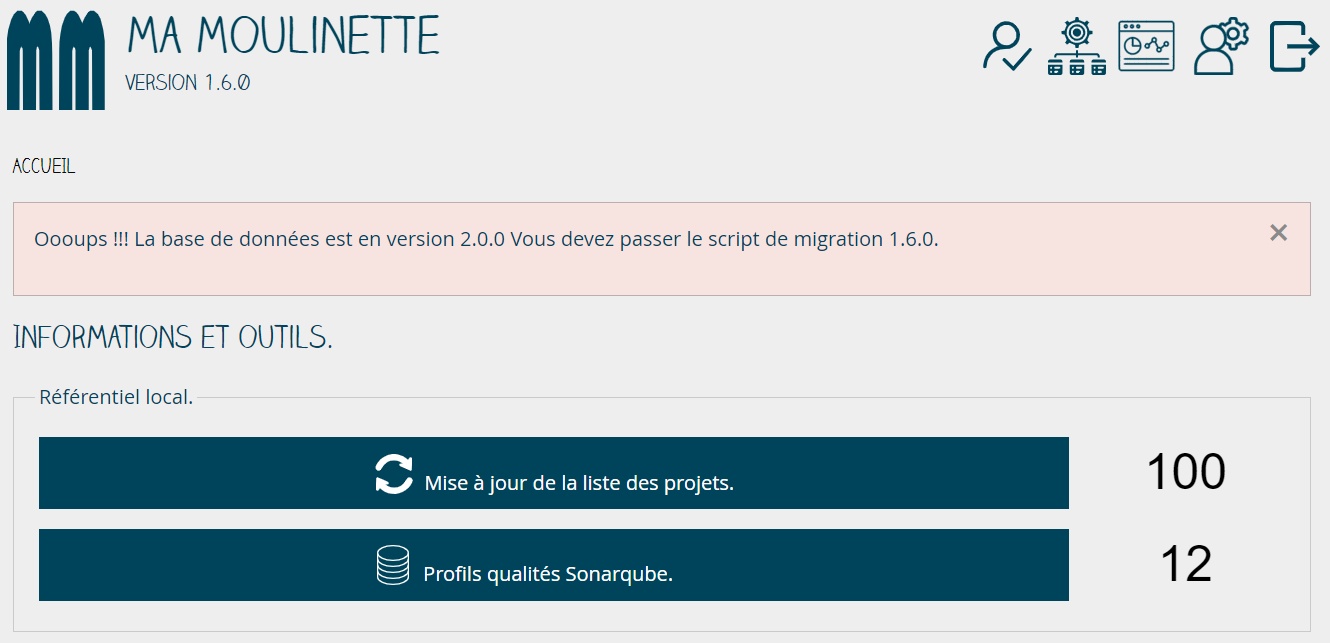 MA MOULINETTE
VERSION 1.6.0
ACCUEIL
Oooups !!! La base de données est en version 2.0.0 Vous devez passer le script de migration 1.6.0.
×
INFORMATIONS ET OUTILS.
Référentiel local.
Mise à jour de la liste des projets.
100
Profils qualités Sonarqube.
12